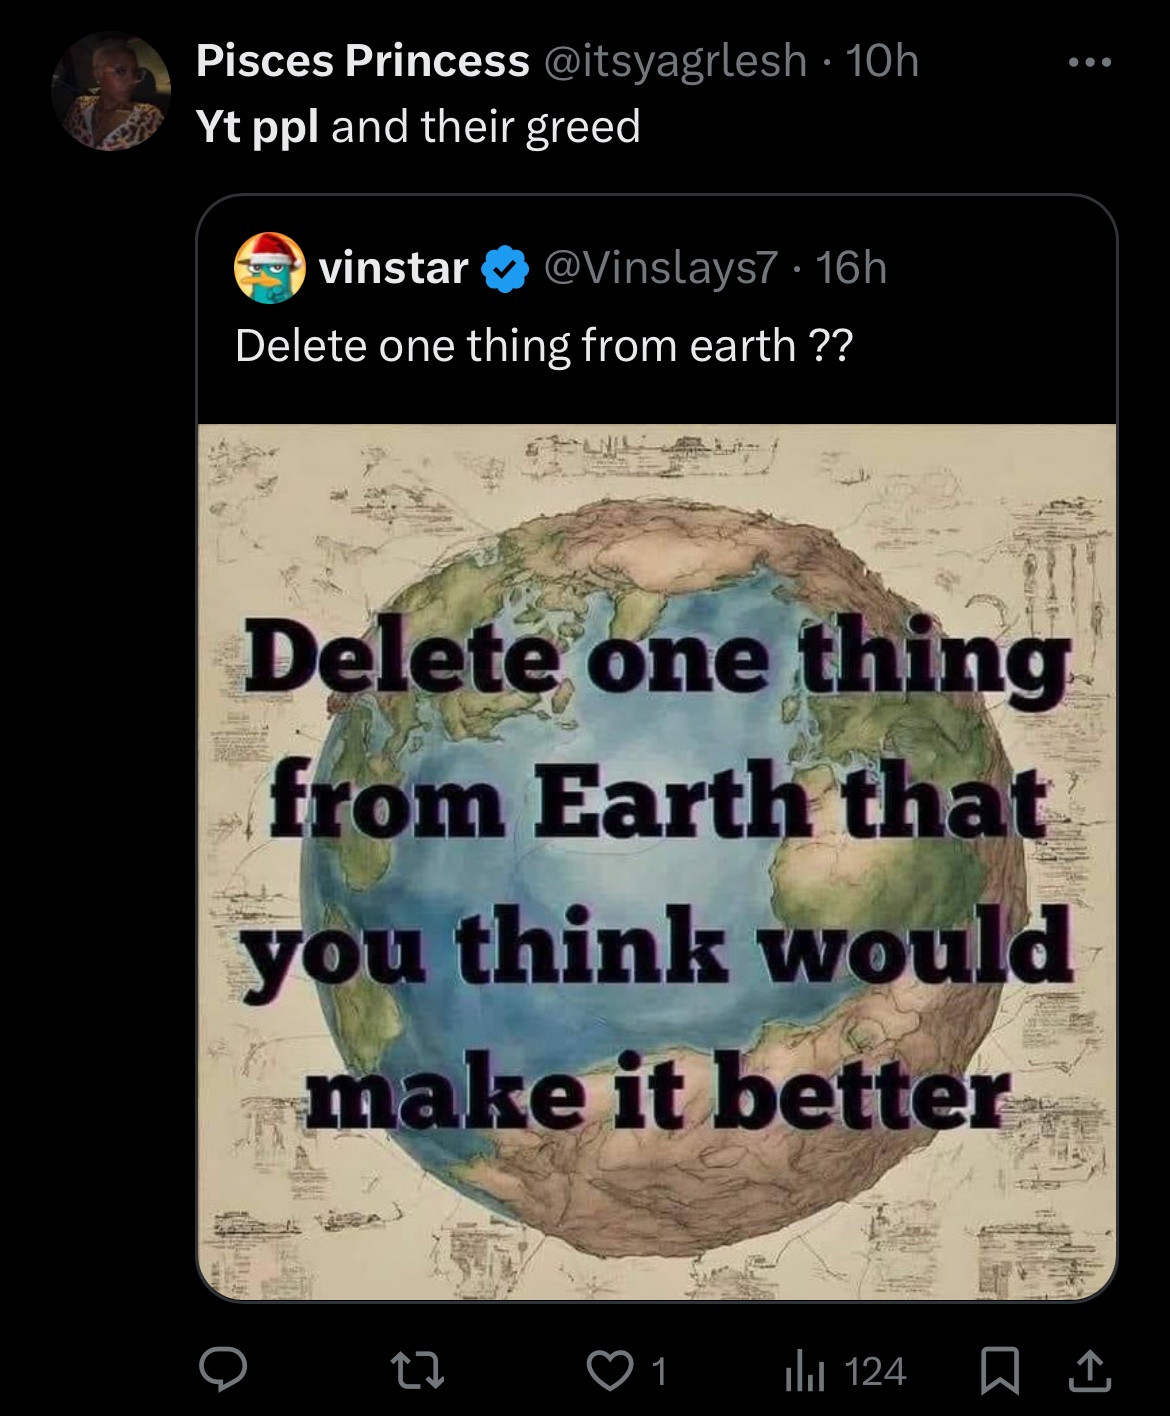 Pisces Princess @itsyagrlesh · 10h
Yt ppl and their greed
vinstar @Vinslays7 · 16h
Delete one thing from earth ??
Delete one thing
from Earth that
you think would
make it better
1 124